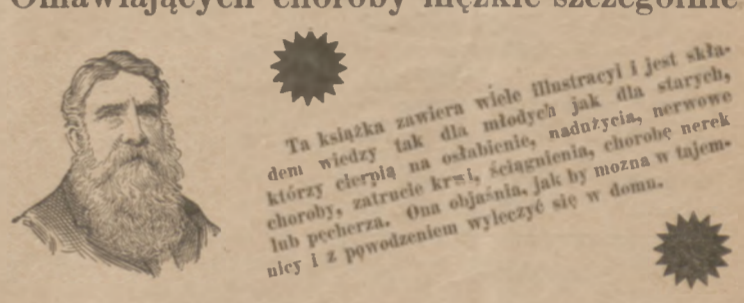 Omawiających choroby męzkie szczególnie
Ta książka zawiera wiele illustracyi i jest skła-
dem wiedzy tak dla młodych jak dla starych,
którzy cierpią na osłabienie, nadużycia, nerwowe
choroby, zatrucie krwi, ściągnienia, chorobę nerek
lub pęcherza. Ona objaśnia, jak by mozna w tajem-
nicy i z powodzeniem wyleczyć się w domu.